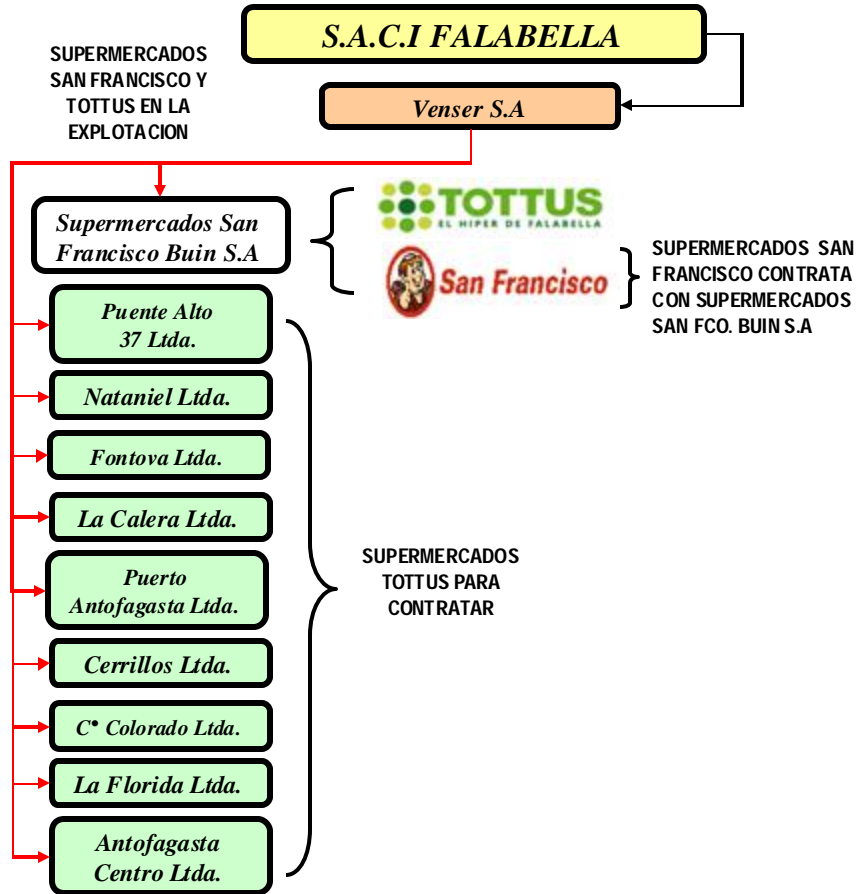 S.A.C.I FALABELLA
SUPERMERCADOS
SAN FRANCISCO Y
TOTTUS EN LA
EXPLOTACION
Venser S.A
Supermercados San
Francisco Buin S.A
TOTTUS
EL HIPER DE FALABELLA
San Francisco
SUPERMERCADOS SAN
FRANCISCO CONTRATA
CON SUPERMERCADOS
SAN FCO. BUIN S.A
Puente Alto
37 Ltda.
Nataniel Ltda.
Fontova Ltda.
La Calera Ltda.
Puerto
Antofagasta Ltda.
Cerrillos Ltda.
C° Colorado Ltda.
La Florida Ltda.
Antofagasta
Centro Ltda.
SUPERMERCADOS
TOTTUS PARA
CONTRATAR